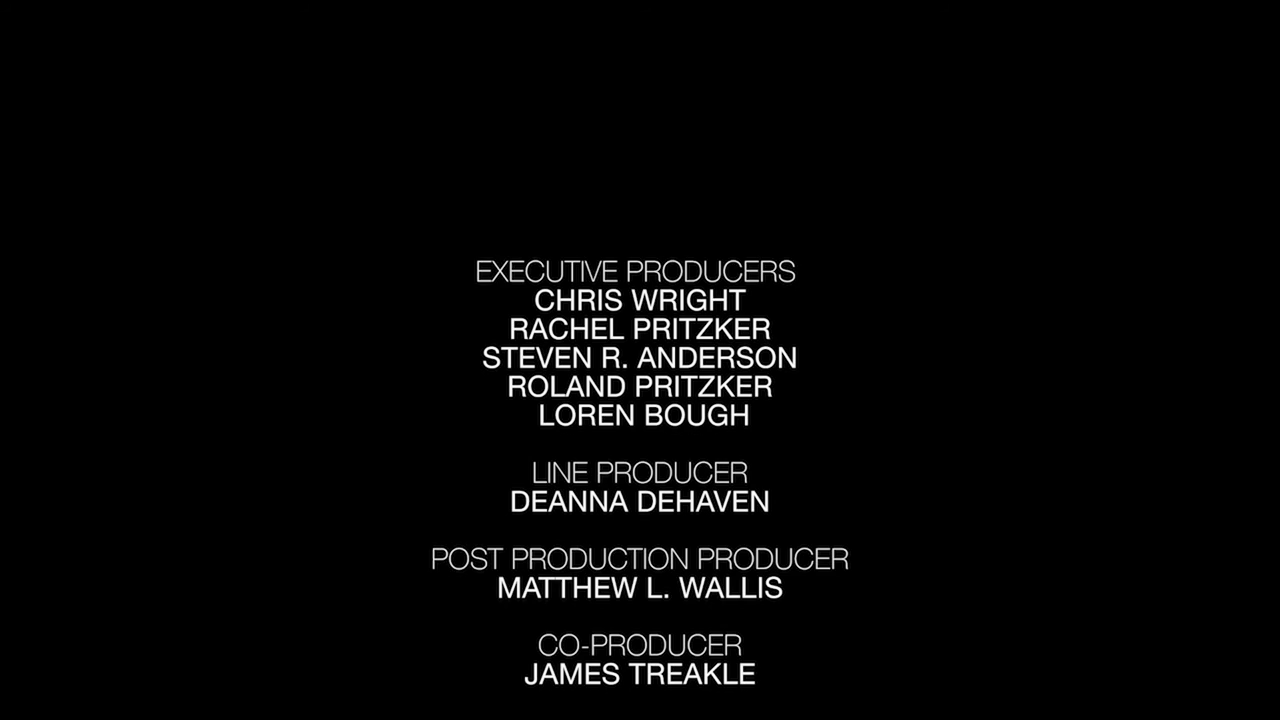 EXECUTIVE PRODUCERS
CHRIS WRIGHT
RACHEL PRITZKER
STEVEN R. ANDERSON
ROLAND PRITZKER
LOREN BOUGH
LINE PRODUCER
DEANNA DEHAVEN
POST PRODUCTION PRODUCER
MATTHEW L. WALLIS
CO-PRODUCER
JAMES TREAKLE